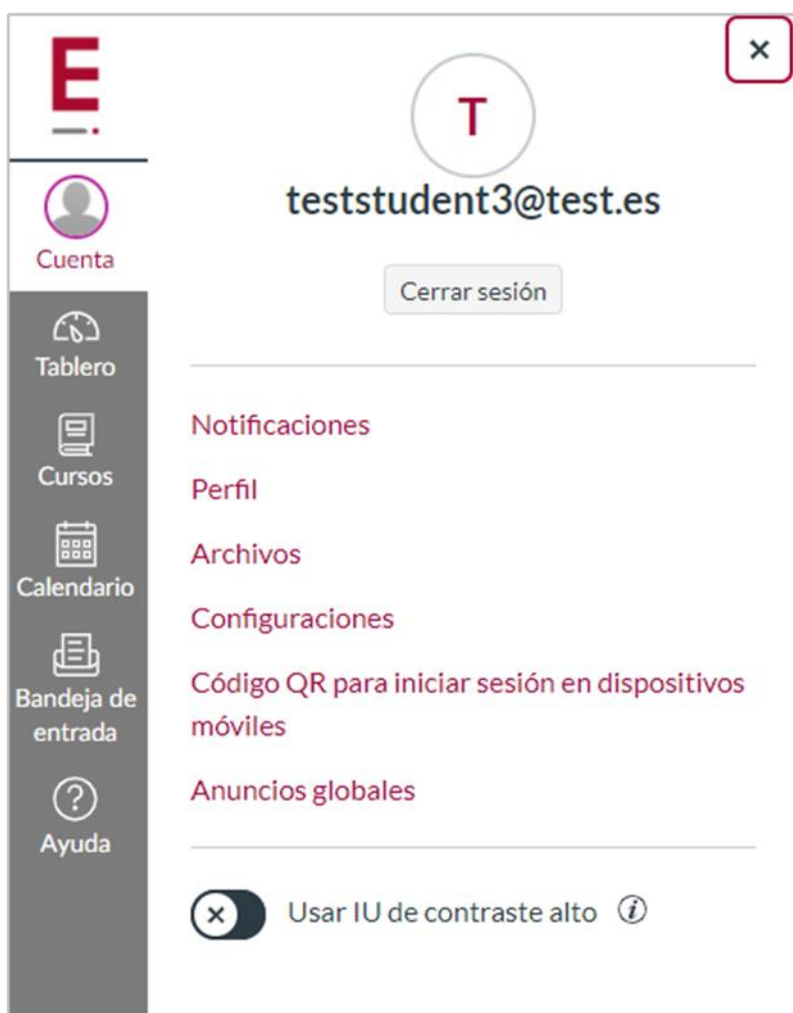 E
Cuenta
Tablero
Cursos
Calendario
Bandeja de
entrada
Ayuda
T
teststudent3@test.es
Cerrar sesión
Notificaciones
Perfil
Archivos
Configuraciones
Código QR para iniciar sesión en dispositivos
móviles
Anuncios globales
Usar IU de contraste alto